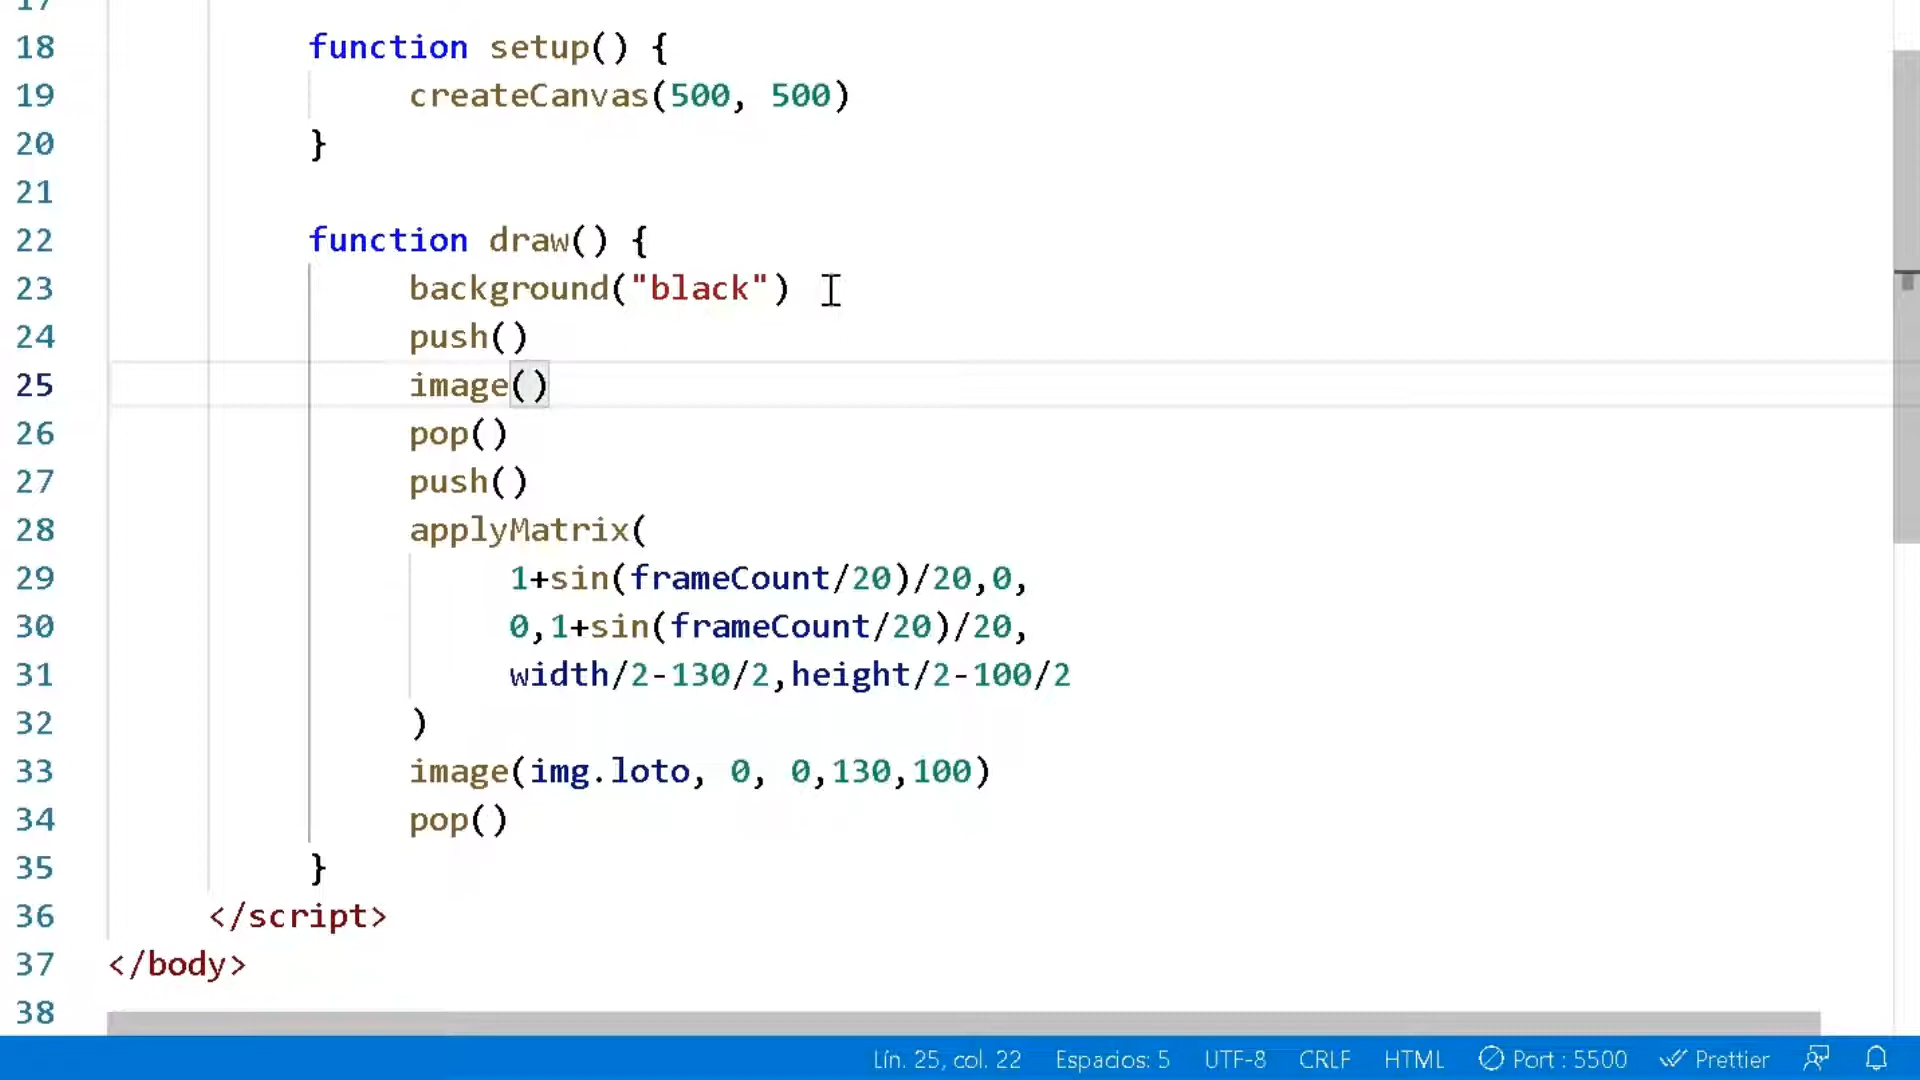 17
18 function setup() {
19 createCanvas(500, 500)
20 }
21
22 function draw() {
23 background("black")
24 push()
25 image()
26 pop()
27 push()
28 applyMatrix(
29 1+sin(frameCount/20)/20,0,
30 0,1+sin(frameCount/20)/20,
31 width/2-130/2,height/2-100/2
32 )
33 image(img.loto, 0, 0,130,100)
34 pop()
35 }
36 </script>
37 </body>
38
Lín. 25, col. 22 Espacios: 5 UTF-8 CRLF HTML Port : 5500 Prettier